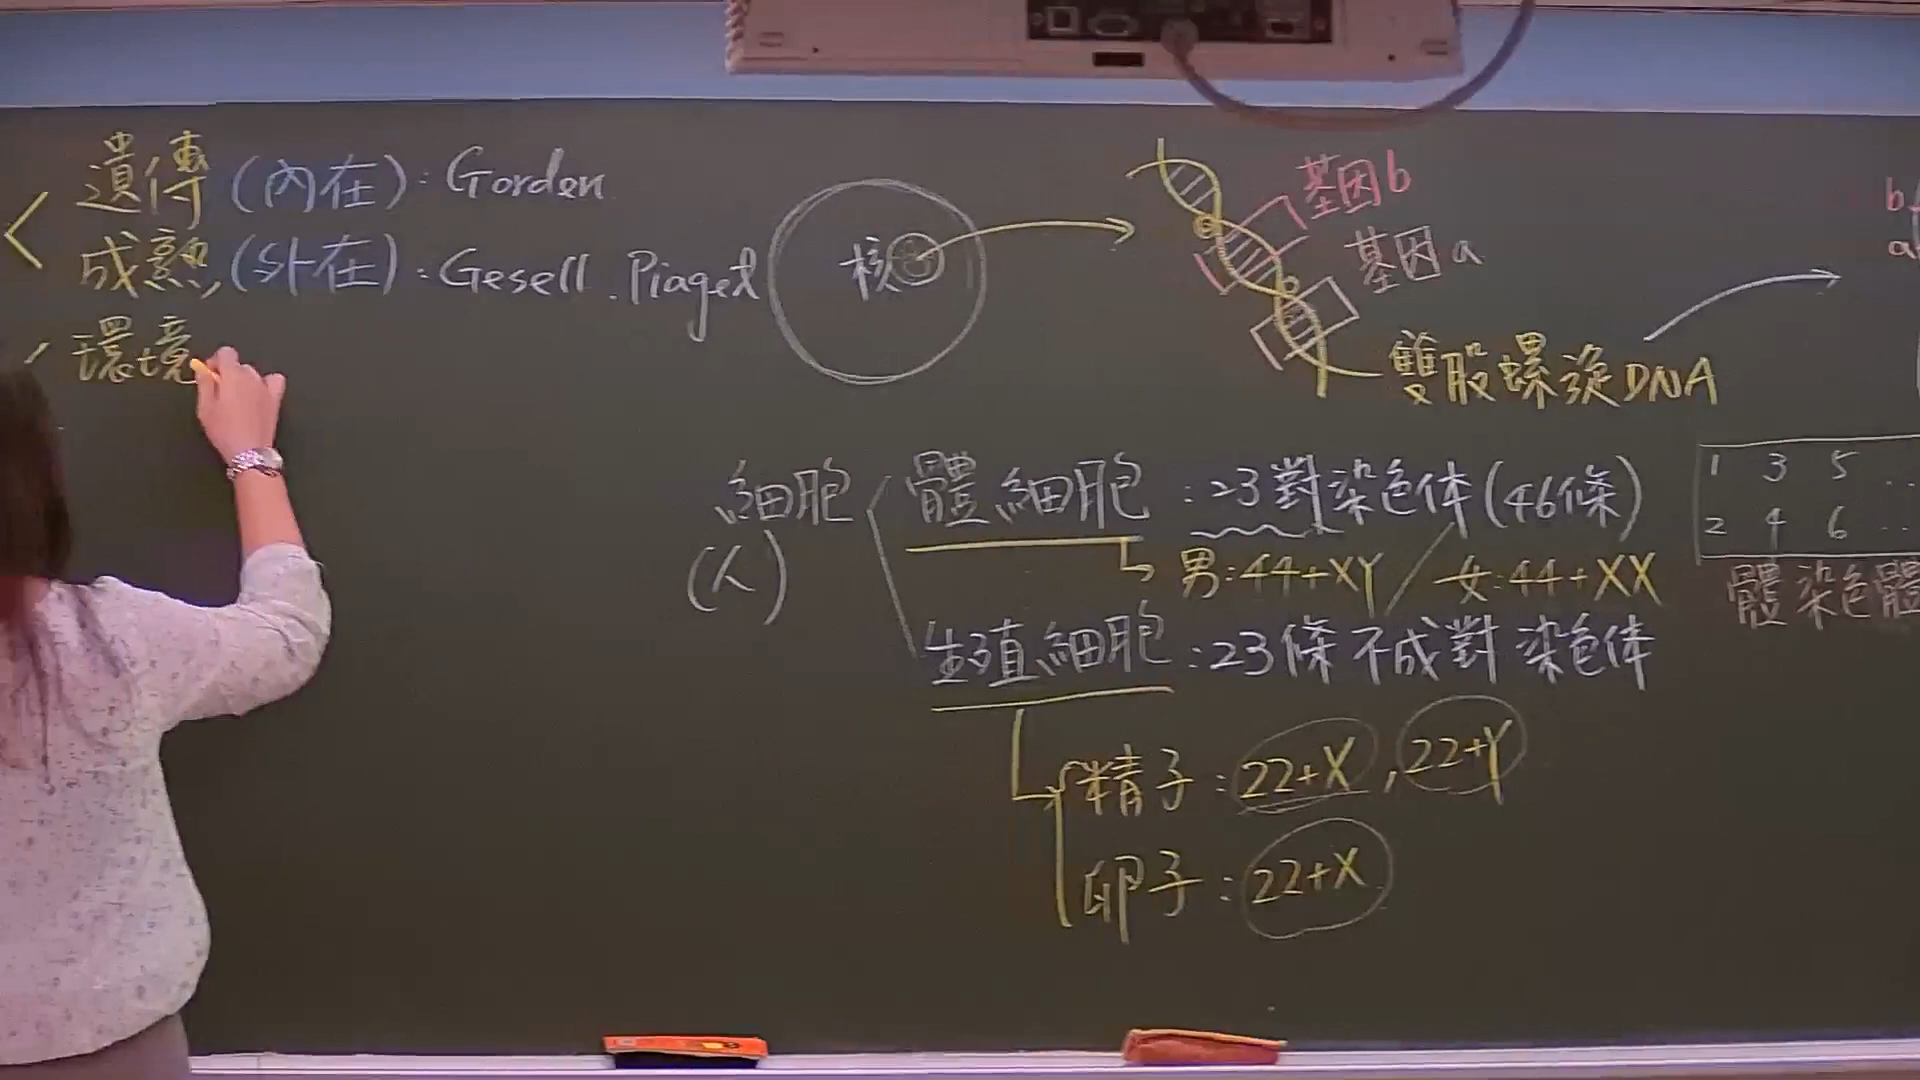 遺傳(內在):Gorden
成熟,(外在):Gesell.Piaget
環境
核
基因b
基因a
雙股螺旋DNA
b
a
細胞
(人)
體細胞:23對染色体(46條)
男:44+XY 女:44+XX
生殖細胞:23條不成對染色体
精子:22+X,22+Y
卵子:22+X
1 3 5 ..
2 4 6 ..
體染色體